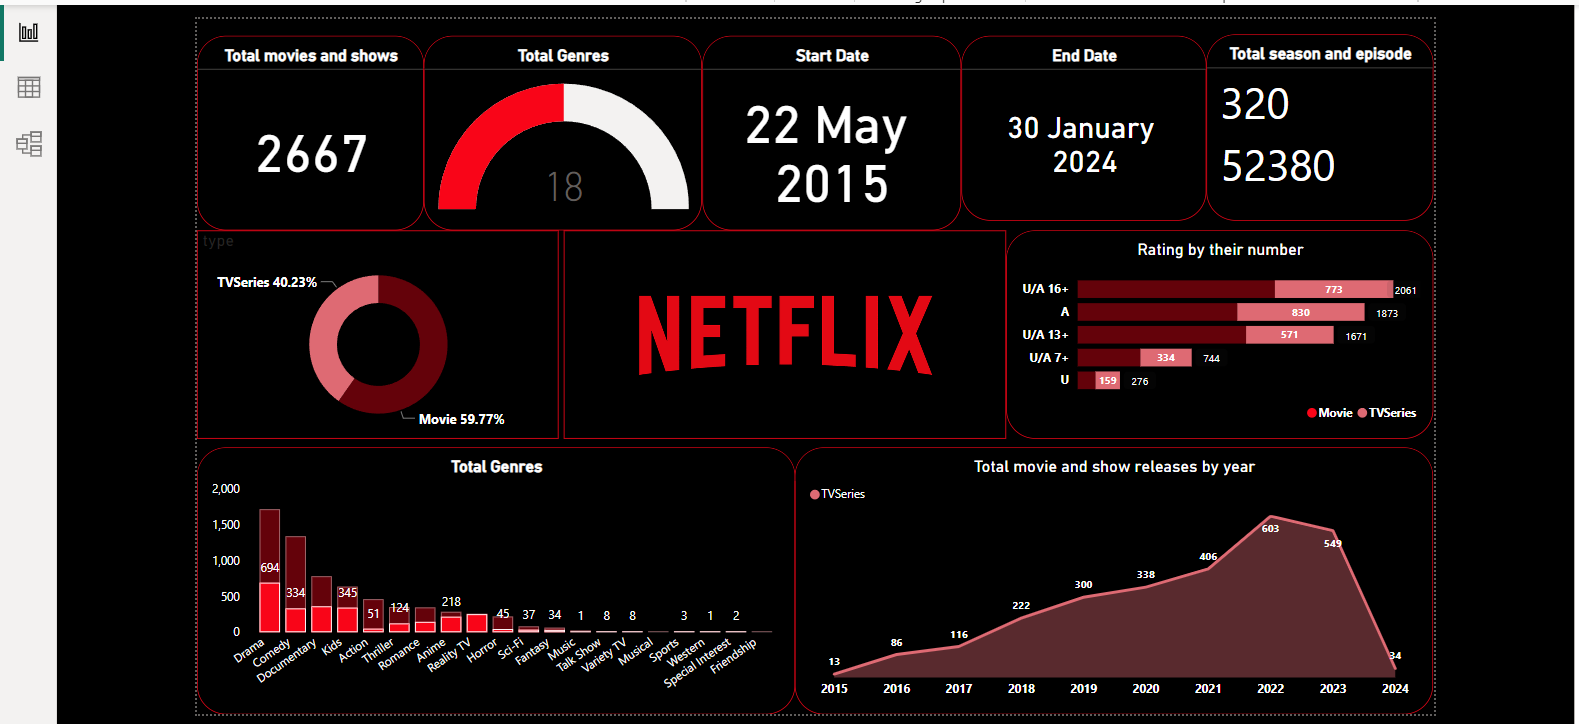 Total movies and shows
2667
Total Genres
18
Start Date
22 May
2015
End Date
30 January
2024
Total season and episode
320
52380
type
TVSeries 40.23%
Movie 59.77%
NETFLIX
Rating by their number
U/A 16+ 773 2061
A 830 1873
U/A 13+ 571 1671
U/A 7+ 334 744
U 159 276
Movie TVSeries
Total Genres
2,000
1,500
1,000
500
0
694 334 345 51 124 218 45 37 34 1 8 8 3 1 2
Drama
Comedy
Documentary
Kids
Action
Thriller
Romance
Anime
Reality TV
Horror
Sci-Fi
Fantasy
Music
Talk Show
Variety TV
Musical
Sports
Western
Special Interest
Friendship
Total movie and show releases by year
TVSeries
13 86 116 222 300 338 406 603 549 34
2015 2016 2017 2018 2019 2020 2021 2022 2023 2024